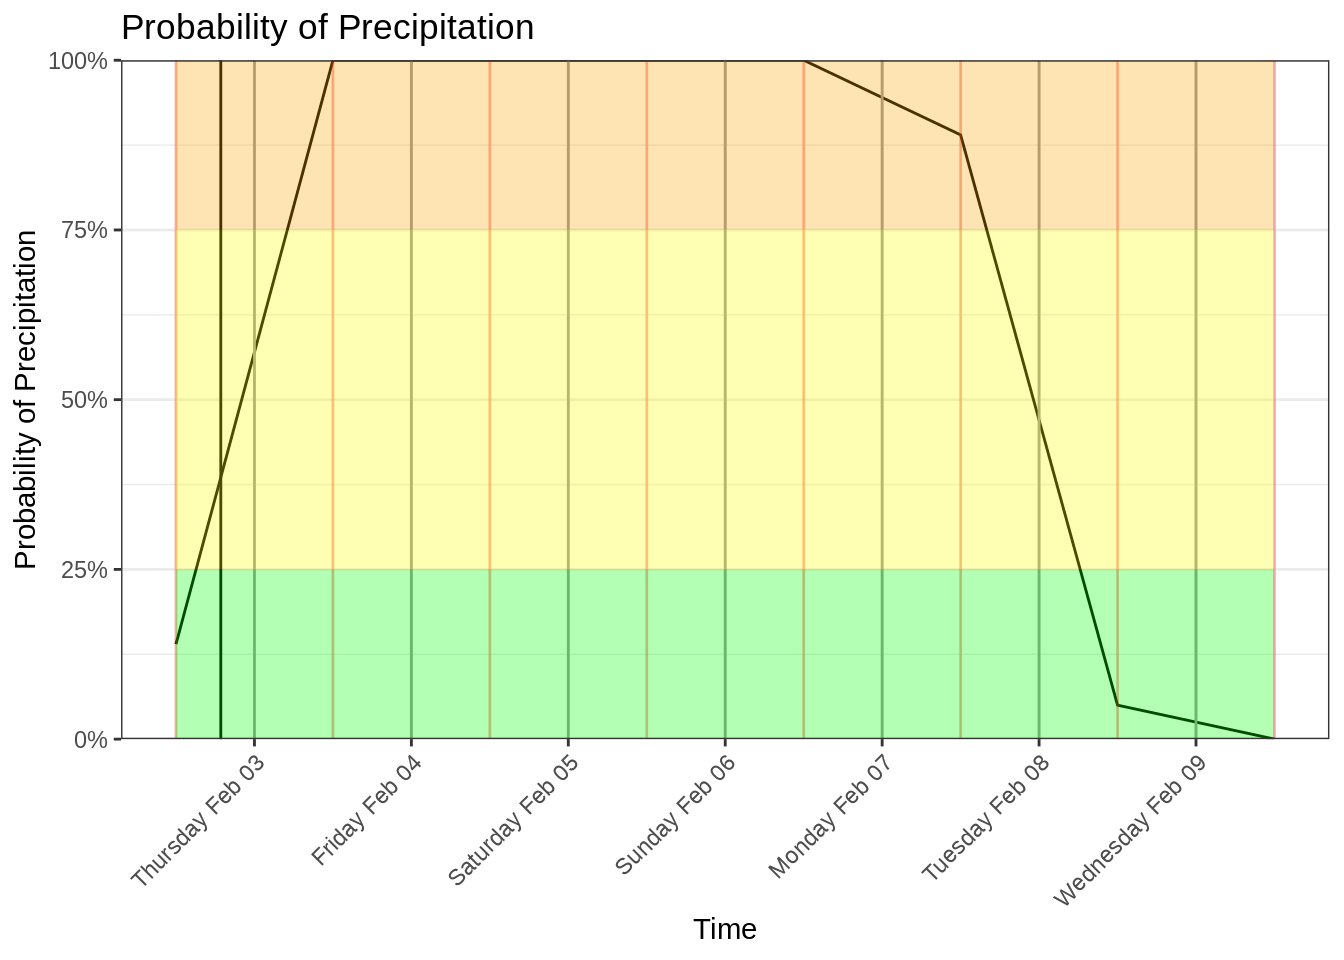 Probability of Precipitation
Probability of Precipitation
100%
75%
50%
25%
0%
Thursday Feb 03
Friday Feb 04
Saturday Feb 05
Sunday Feb 06
Monday Feb 07
Tuesday Feb 08
Wednesday Feb 09
Time